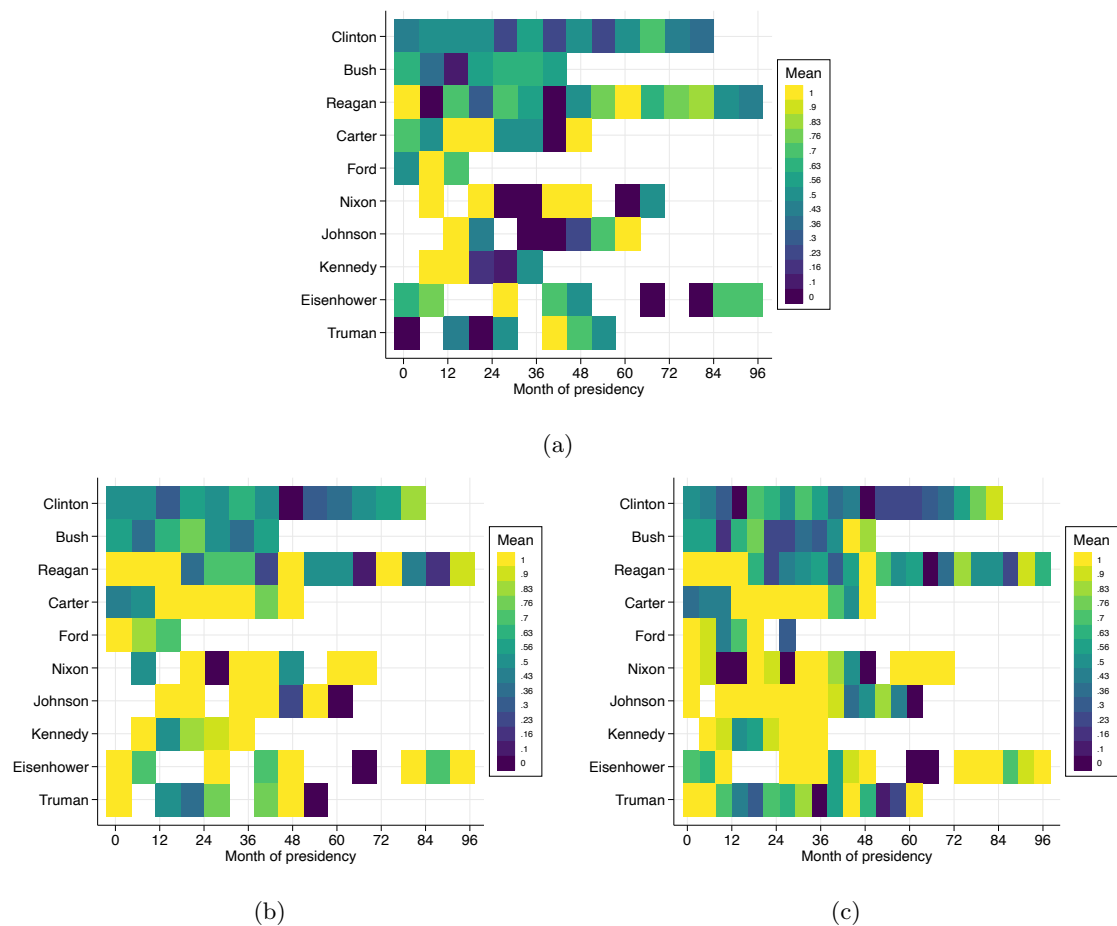 Clinton
Bush
Reagan
Carter
Ford
Nixon
Johnson
Kennedy
Eisenhower
Truman
0 12 24 36 48 60 72 84 96
Month of presidency
Mean
1
.9
.83
.76
.7
.63
.56
.5
.43
.36
.3
.23
.16
.1
0
(a)
Clinton
Bush
Reagan
Carter
Ford
Nixon
Johnson
Kennedy
Eisenhower
Truman
0 12 24 36 48 60 72 84 96
Month of presidency
Mean
1
.9
.83
.76
.7
.63
.56
.5
.43
.36
.3
.23
.16
.1
0
(b)
Clinton
Bush
Reagan
Carter
Ford
Nixon
Johnson
Kennedy
Eisenhower
Truman
0 12 24 36 48 60 72 84 96
Month of presidency
Mean
1
.9
.83
.76
.7
.63
.56
.5
.43
.36
.3
.23
.16
.1
0
(c)